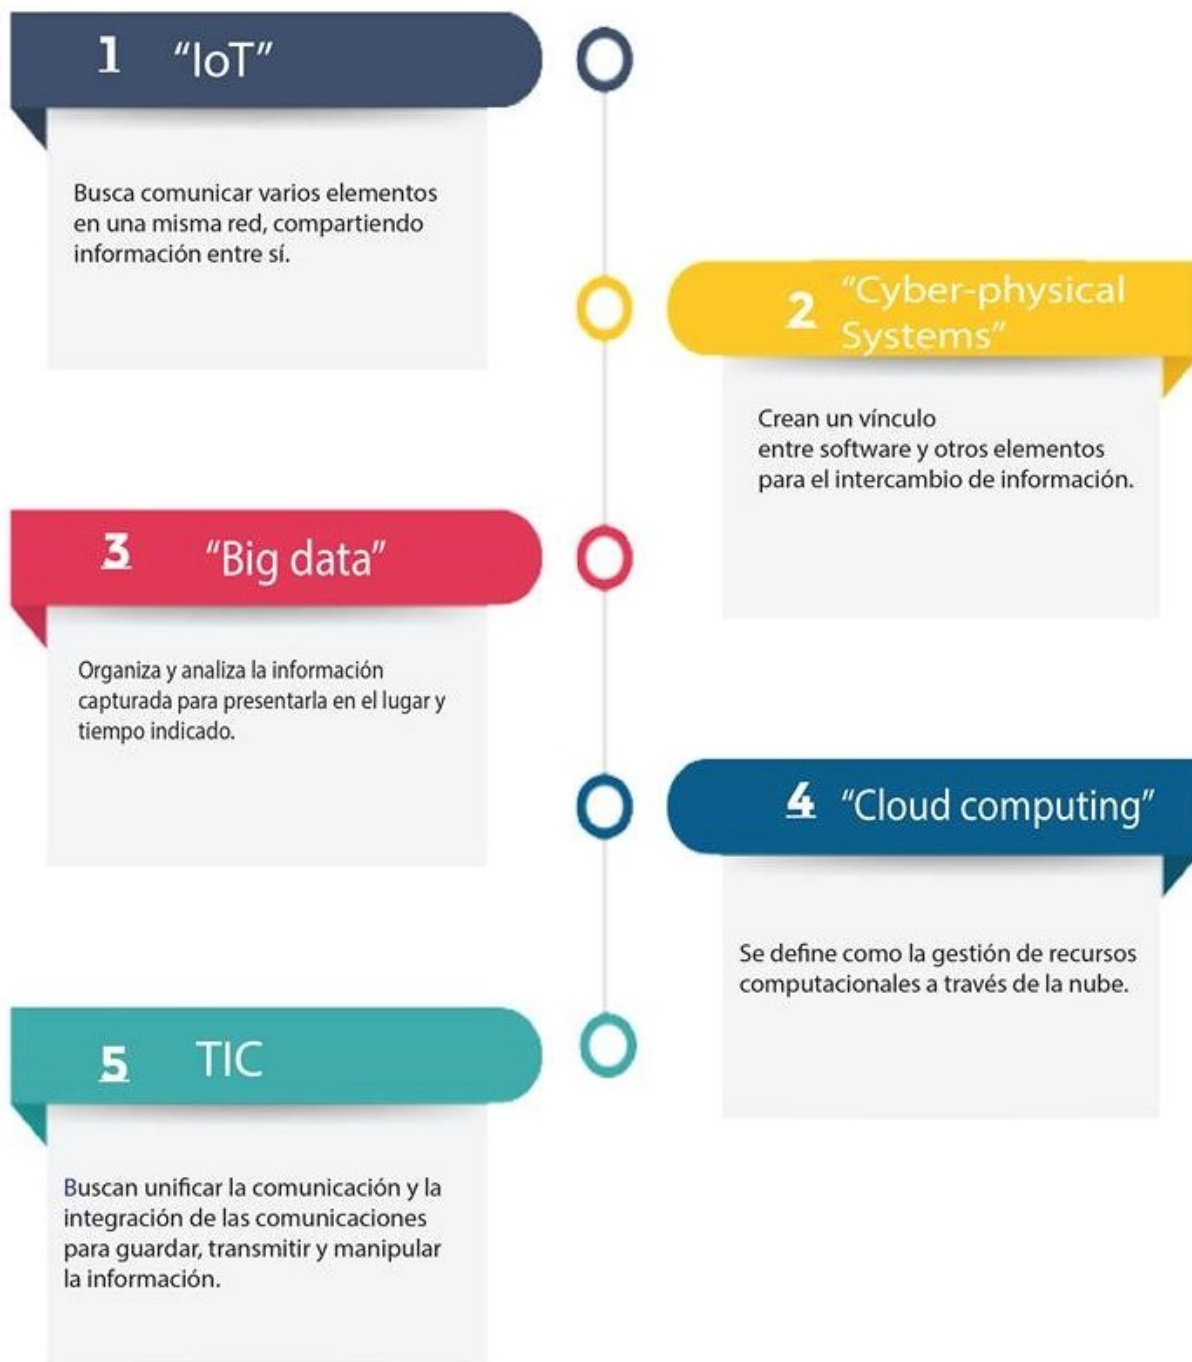 1 “IoT”
Busca comunicar varios elementos
en una misma red, compartiendo
información entre sí.
2 “Cyber-physical
Systems”
Crean un vínculo
entre software y otros elementos
para el intercambio de información.
3 “Big data”
Organiza y analiza la información
capturada para presentarla en el lugar y
tiempo indicado.
4 “Cloud computing”
Se define como la gestión de recursos
computacionales a través de la nube.
5 TIC
Buscan unificar la comunicación y la
integración de las comunicaciones
para guardar, transmitir y manipular
la información.